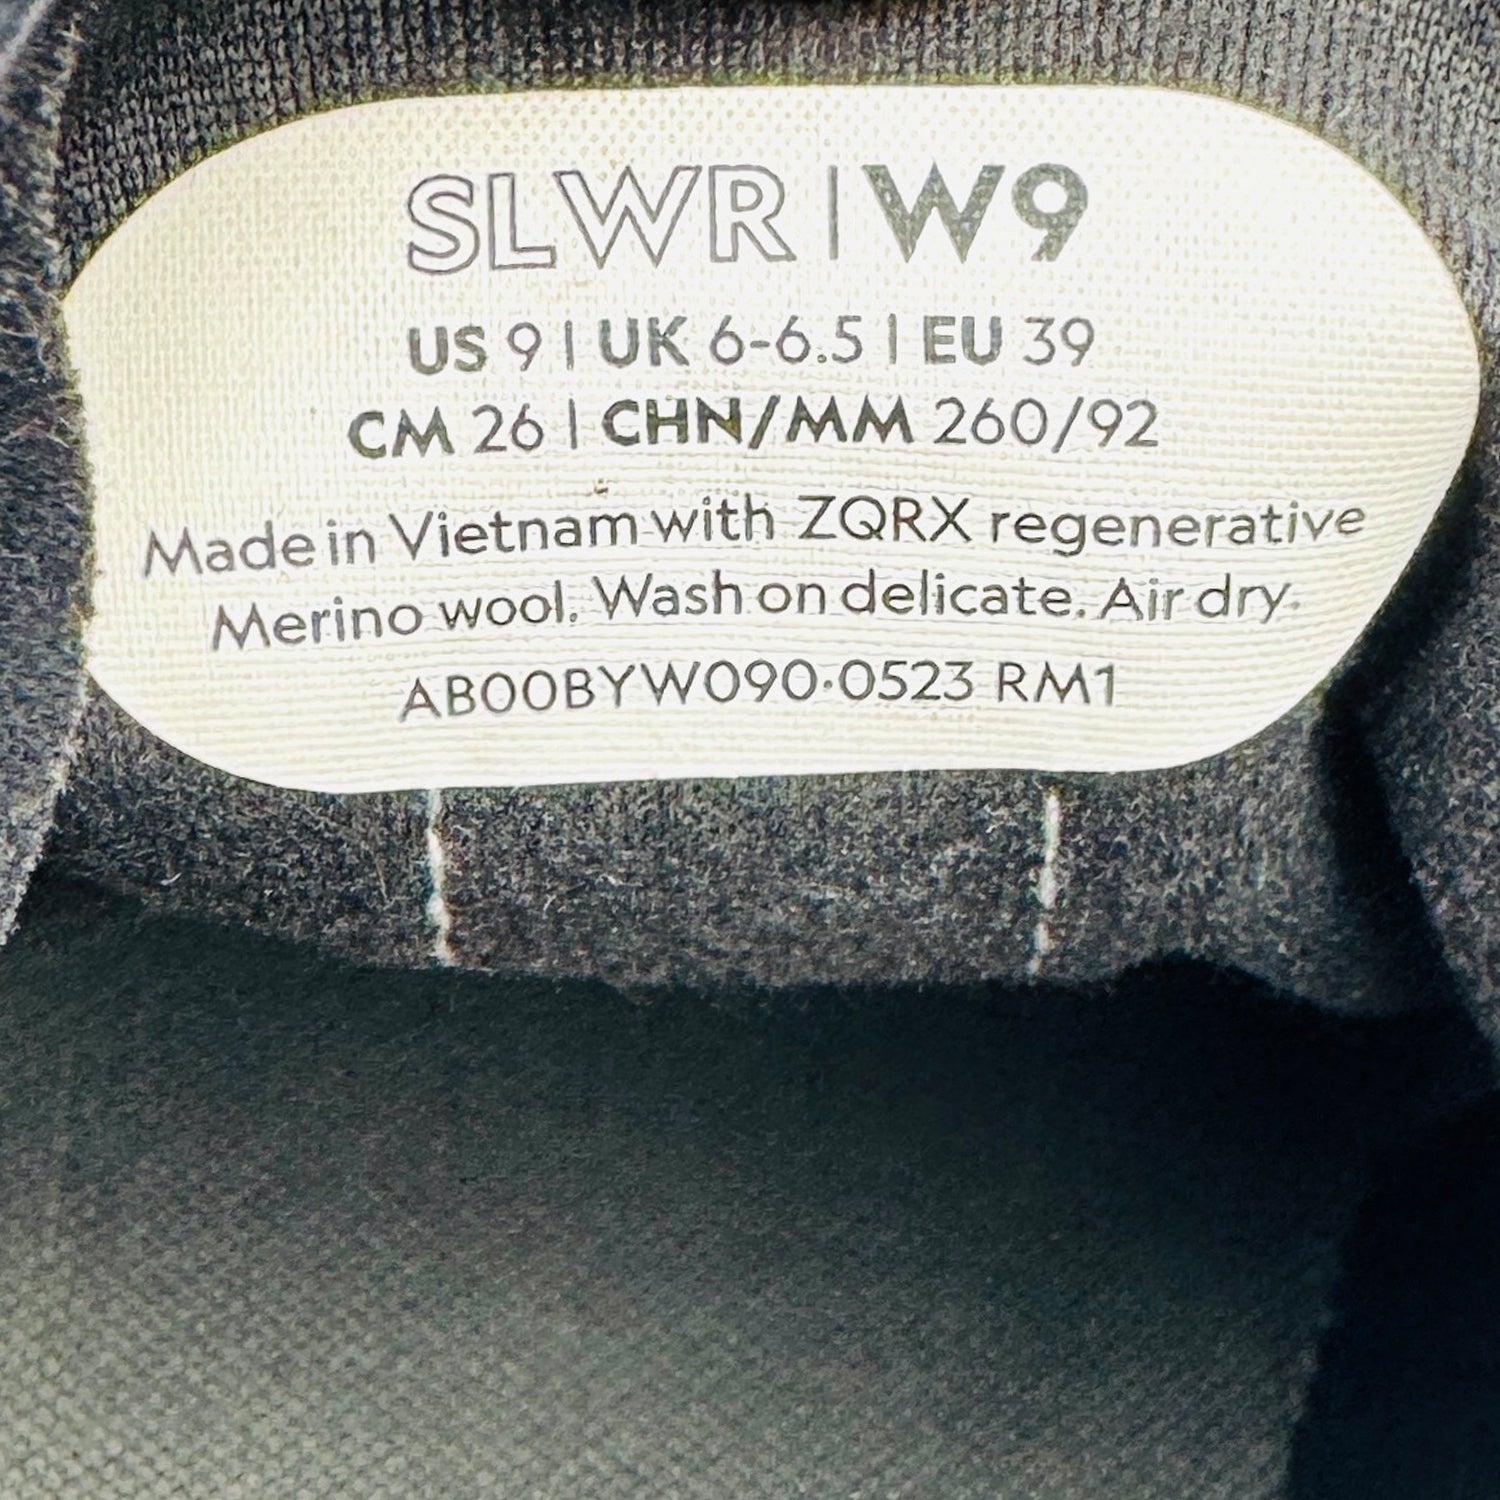 SLWR | W9
US 9 | UK 6-6.5 | EU 39
CM 26 | CHN/MM 260/92
Made in Vietnam with ZQRX regenerative
Merino wool. Wash on delicate. Air dry.
AB00BYW090·0523 RM1